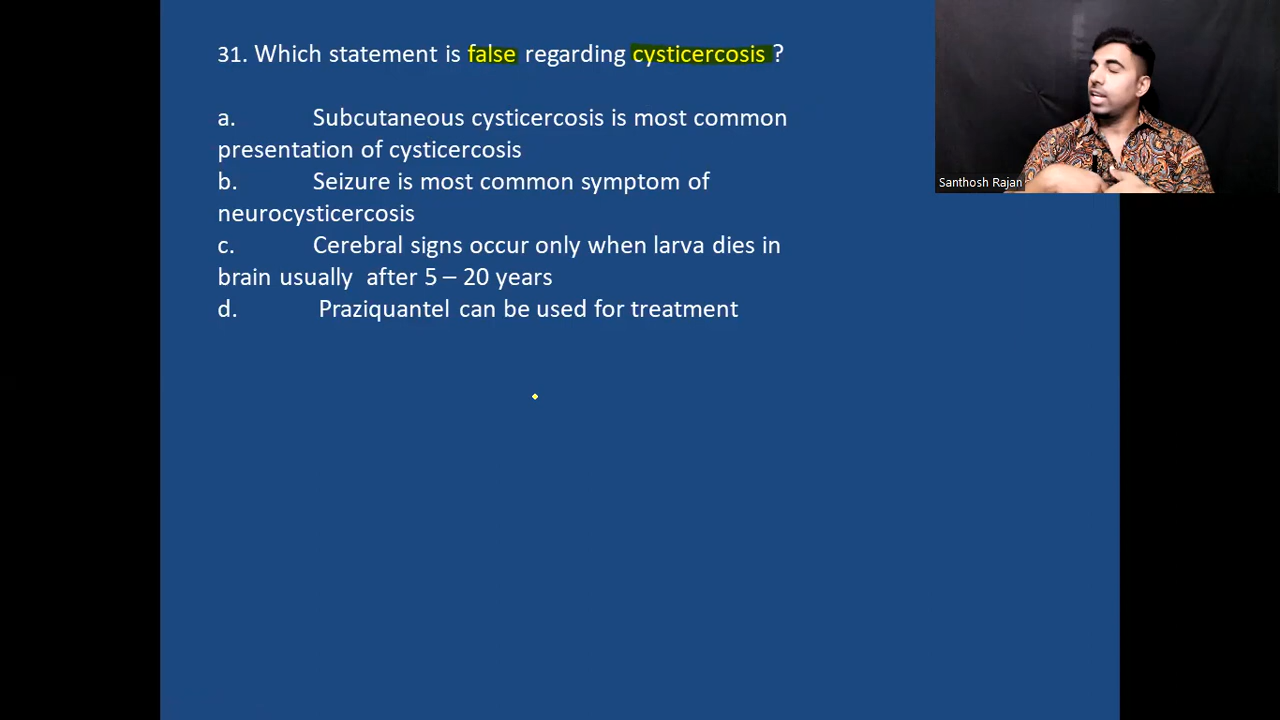 31. Which statement is false regarding cysticercosis ?
a. Subcutaneous cysticercosis is most common
presentation of cysticercosis
b. Seizure is most common symptom of
neurocysticercosis
c. Cerebral signs occur only when larva dies in
brain usually after 5 – 20 years
d. Praziquantel can be used for treatment
Santhosh Rajan